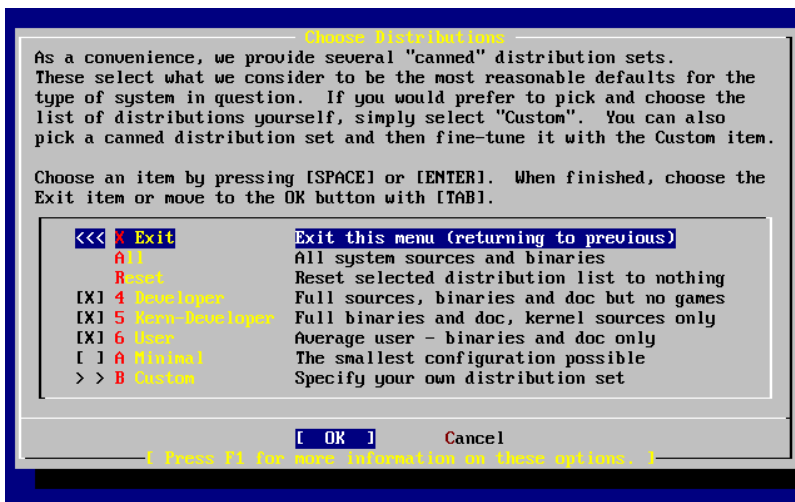 Choose Distributions
As a convenience, we provide several "canned" distribution sets.
These select what we consider to be the most reasonable defaults for the
type of system in question.  If you would prefer to pick and choose the
list of distributions yourself, simply select "Custom".  You can also
pick a canned distribution set and then fine-tune it with the Custom item.
Choose an item by pressing [SPACE] or [ENTER].  When finished, choose the
Exit item or move to the OK button with [TAB].
<<< X Exit Exit this menu (returning to previous)
All All system sources and binaries
Reset Reset selected distribution list to nothing
[X] 4 Developer Full sources, binaries and doc but no games
[X] 5 Kern-Developer Full binaries and doc, kernel sources only
[X] 6 User Average user - binaries and doc only
[ ] A Minimal The smallest configuration possible
> > B Custom Specify your own distribution set
[ OK ] Cancel
[ Press F1 for more information on these options. ]